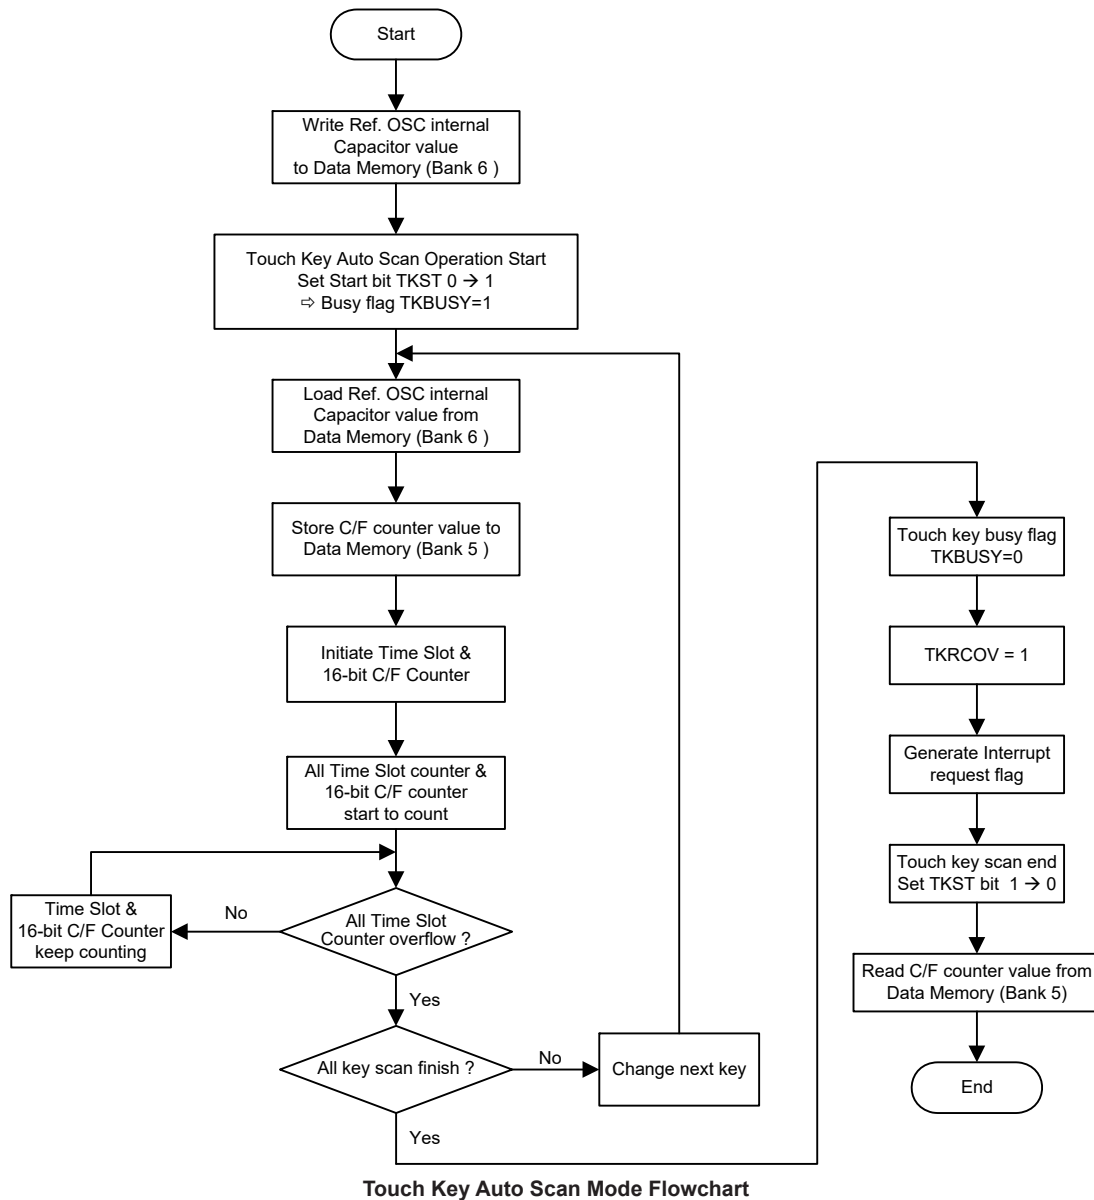 Start
Write Ref. OSC internal
Capacitor value
to Data Memory (Bank 6 )
Touch Key Auto Scan Operation Start
Set Start bit TKST 0 → 1
⇨ Busy flag TKBUSY=1
Load Ref. OSC internal
Capacitor value from
Data Memory (Bank 6 )
Store C/F counter value to
Data Memory (Bank 5 )
Initiate Time Slot &
16-bit C/F Counter
All Time Slot counter &
16-bit C/F counter
start to count
All Time Slot
Counter overflow ?
No
Time Slot &
16-bit C/F Counter
keep counting
Yes
All key scan finish ?
No
Change next key
Yes
Touch key busy flag
TKBUSY=0
TKRCOV = 1
Generate Interrupt
request flag
Touch key scan end
Set TKST bit  1 → 0
Read C/F counter value from
Data Memory (Bank 5)
End
Touch Key Auto Scan Mode Flowchart